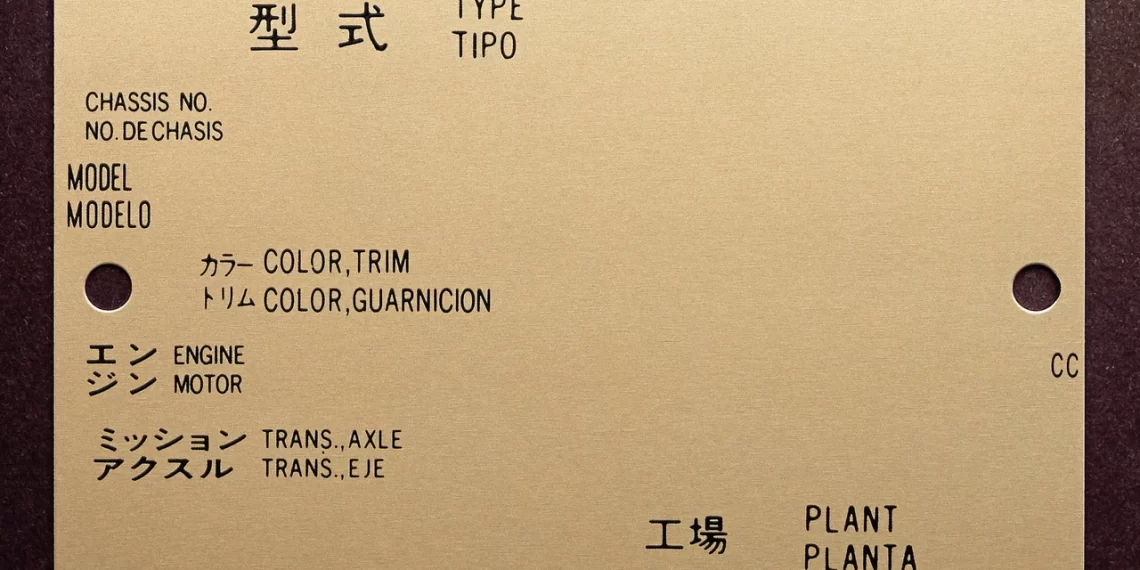 型式 TYPE
TIPO
CHASSIS NO.
NO. DE CHASIS
MODEL
MODELO
カラー COLOR,TRIM
トリム COLOR,GUARNICION
エンジン ENGINE
MOTOR
CC
ミッション TRANS.,AXLE
アクスル TRANS.,EJE
工場 PLANT
PLANTA